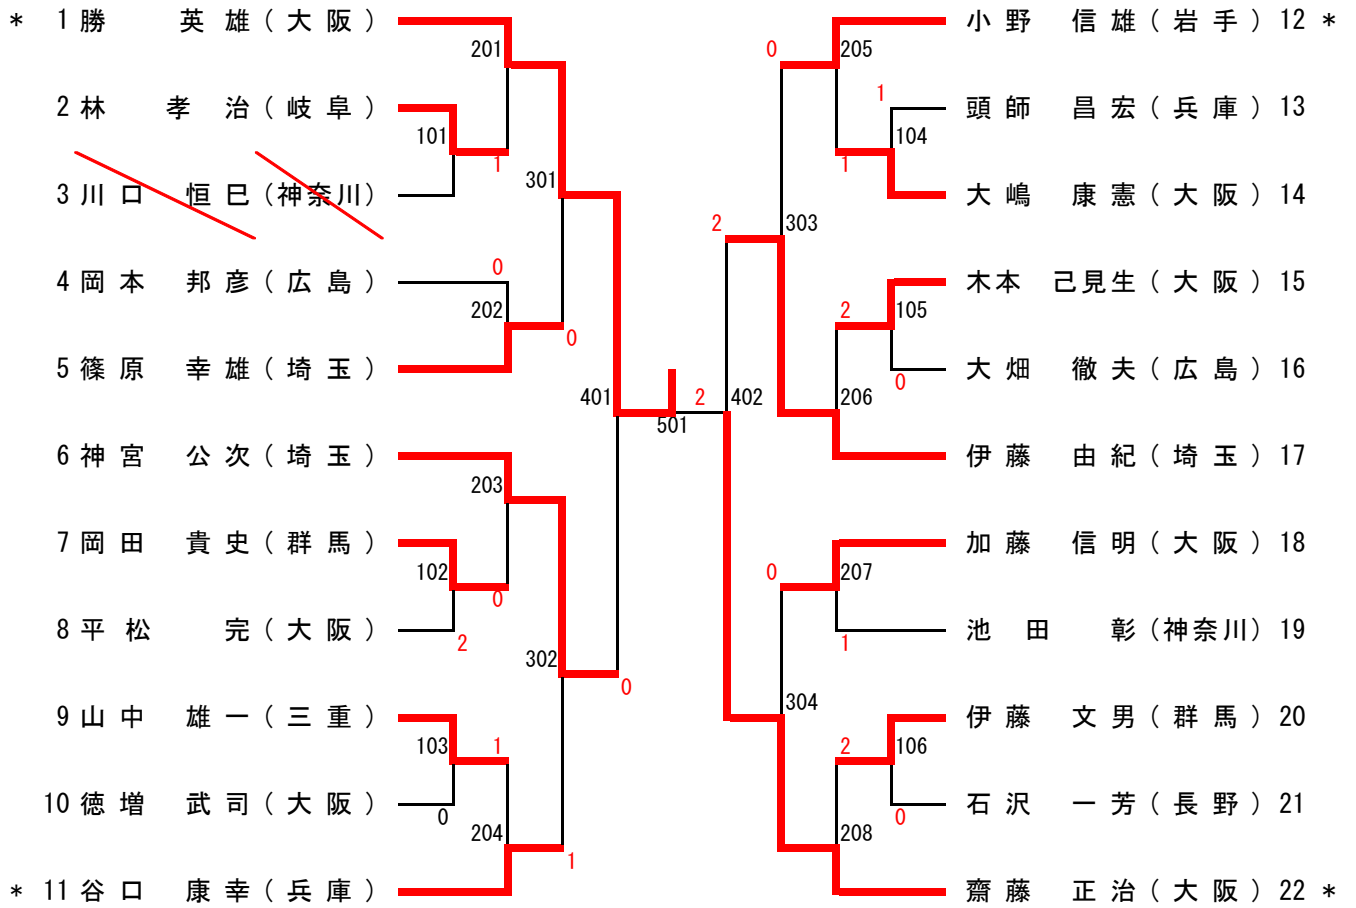 * 1 勝 英 雄 ( 大 阪 )
201
2 林 孝 治 ( 岐 阜 )
101
1
3 川 口 恒 巳 (神奈川)
301
4 岡 本 邦 彦 ( 広 島 )
0
202
0
5 篠 原 幸 雄 ( 埼 玉 )
401
6 神 宮 公 次 ( 埼 玉 )
203
7 岡 田 貴 史 ( 群 馬 )
102
0
8 平 松 完 ( 大 阪 )
2
302
0
9 山 中 雄 一 ( 三 重 )
103
1
10 徳 増 武 司 ( 大 阪 )
0
204
1
* 11 谷 口 康 幸 ( 兵 庫 )
501
2
小 野 信 雄 ( 岩 手 ) 12 *
0
205
1
頭 師 昌 宏 ( 兵 庫 ) 13
104
1
大 嶋 康 憲 ( 大 阪 ) 14
2
303
木 本 己見生 ( 大 阪 ) 15
2
105
大 畑 徹 夫 ( 広 島 ) 16
0
402
206
伊 藤 由 紀 ( 埼 玉 ) 17
加 藤 信 明 ( 大 阪 ) 18
0
207
池 田 彰 (神奈川) 19
1
304
伊 藤 文 男 ( 群 馬 ) 20
2
106
石 沢 一 芳 ( 長 野 ) 21
0
208
齋 藤 正 治 ( 大 阪 ) 22 *